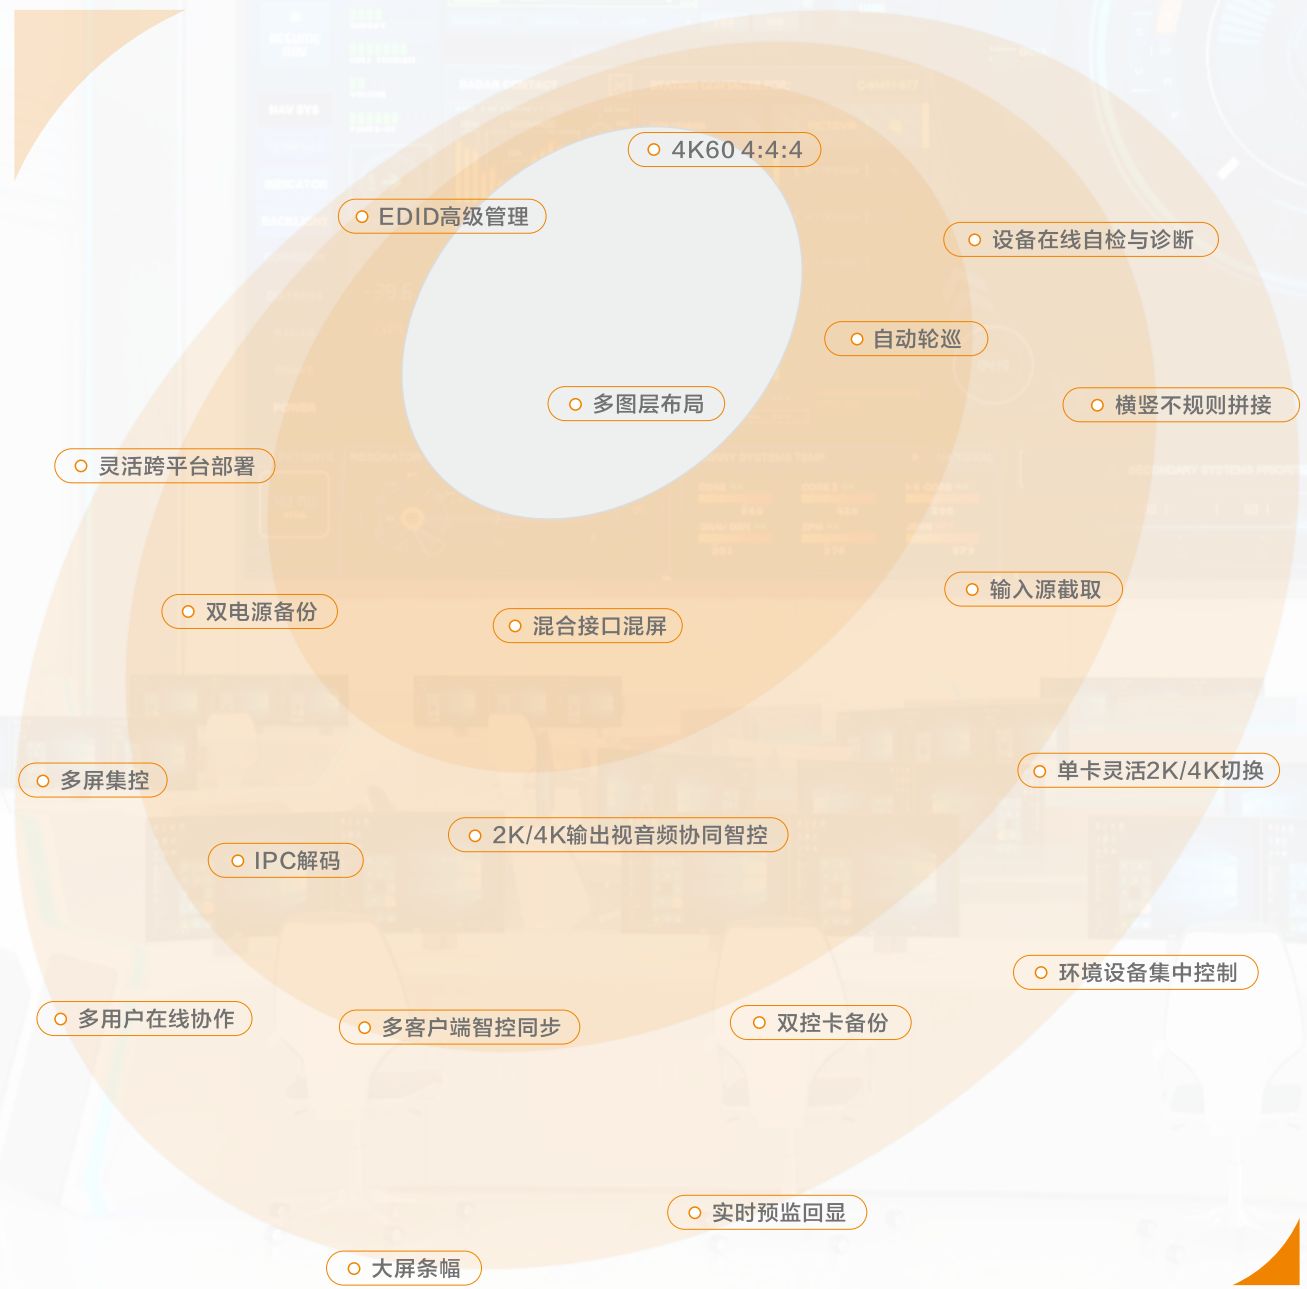 4K60 4:4:4
EDID高级管理
设备在线自检与诊断
自动轮巡
多图层布局
横竖不规则拼接
灵活跨平台部署
输入源截取
双电源备份
混合接口混屏
单卡灵活2K/4K切换
多屏集控
2K/4K输出视音频协同智控
IPC解码
环境设备集中控制
多用户在线协作
多客户端智控同步
双控卡备份
实时预监回显
大屏条幅